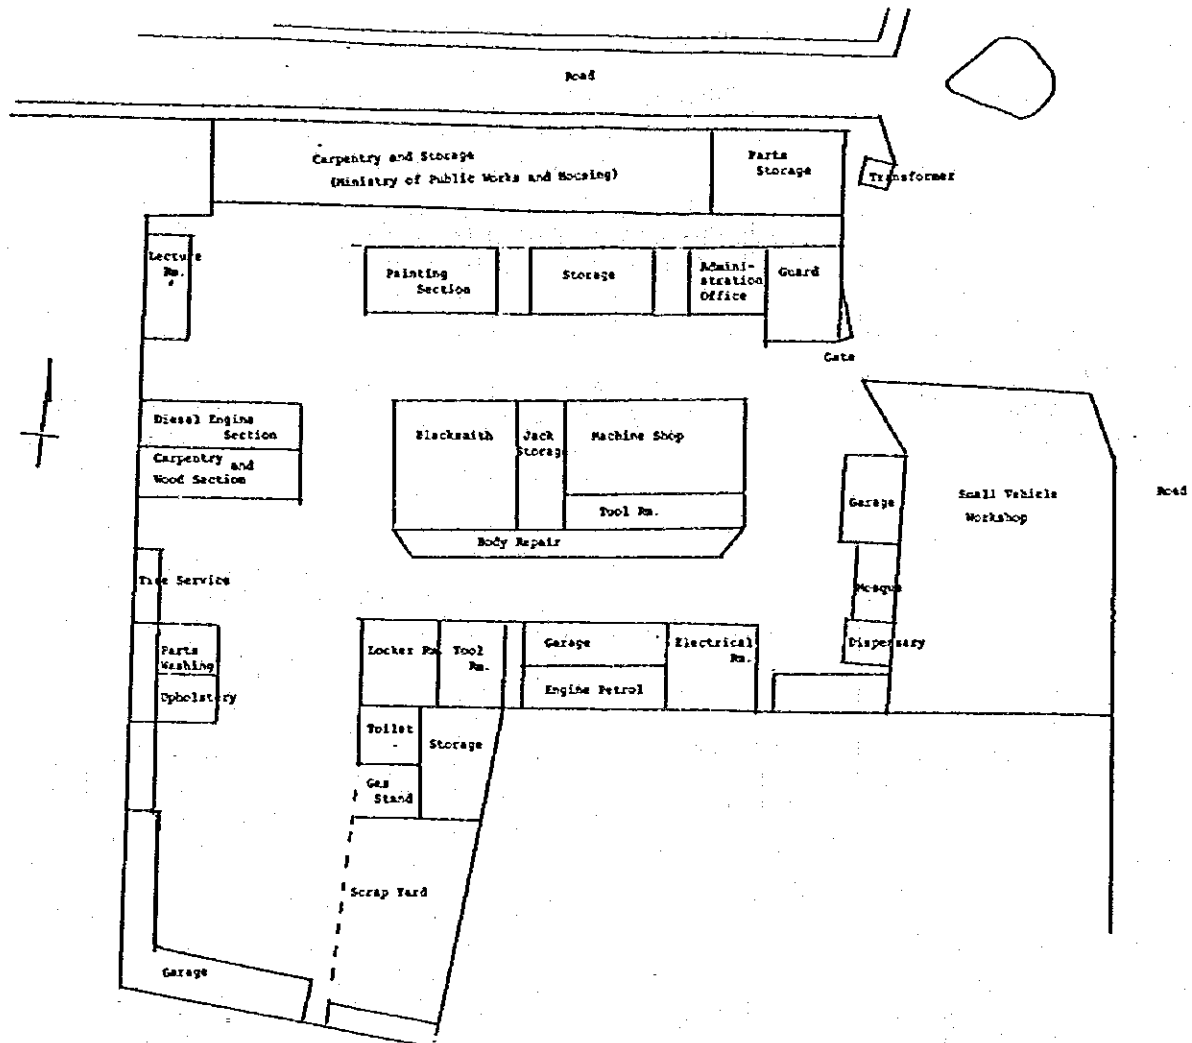 Road
Carpentry and Storage
(Ministry of Public Works and Housing)
Parts
Storage
Transformer
Lecture
Rm.
Painting
Section
Storage
Admini-
stration
Office
Guard
Gate
Diesel Engine
Section
Carpentry and
Wood Section
Blacksmith
Jack
Storag
Machine Shop
Tool Rm.
Body Repair
Garage
Small Vehicle
Workshop
Road
Tire Service
Mosque
Dispensary
Parts
Washing
Upholstery
Locker Rm
Tool
Rm.
Garage
Engine Petrol
Electrical
Rm.
Toilet
Storage
Gas
Stand
Scrap Yard
Garage